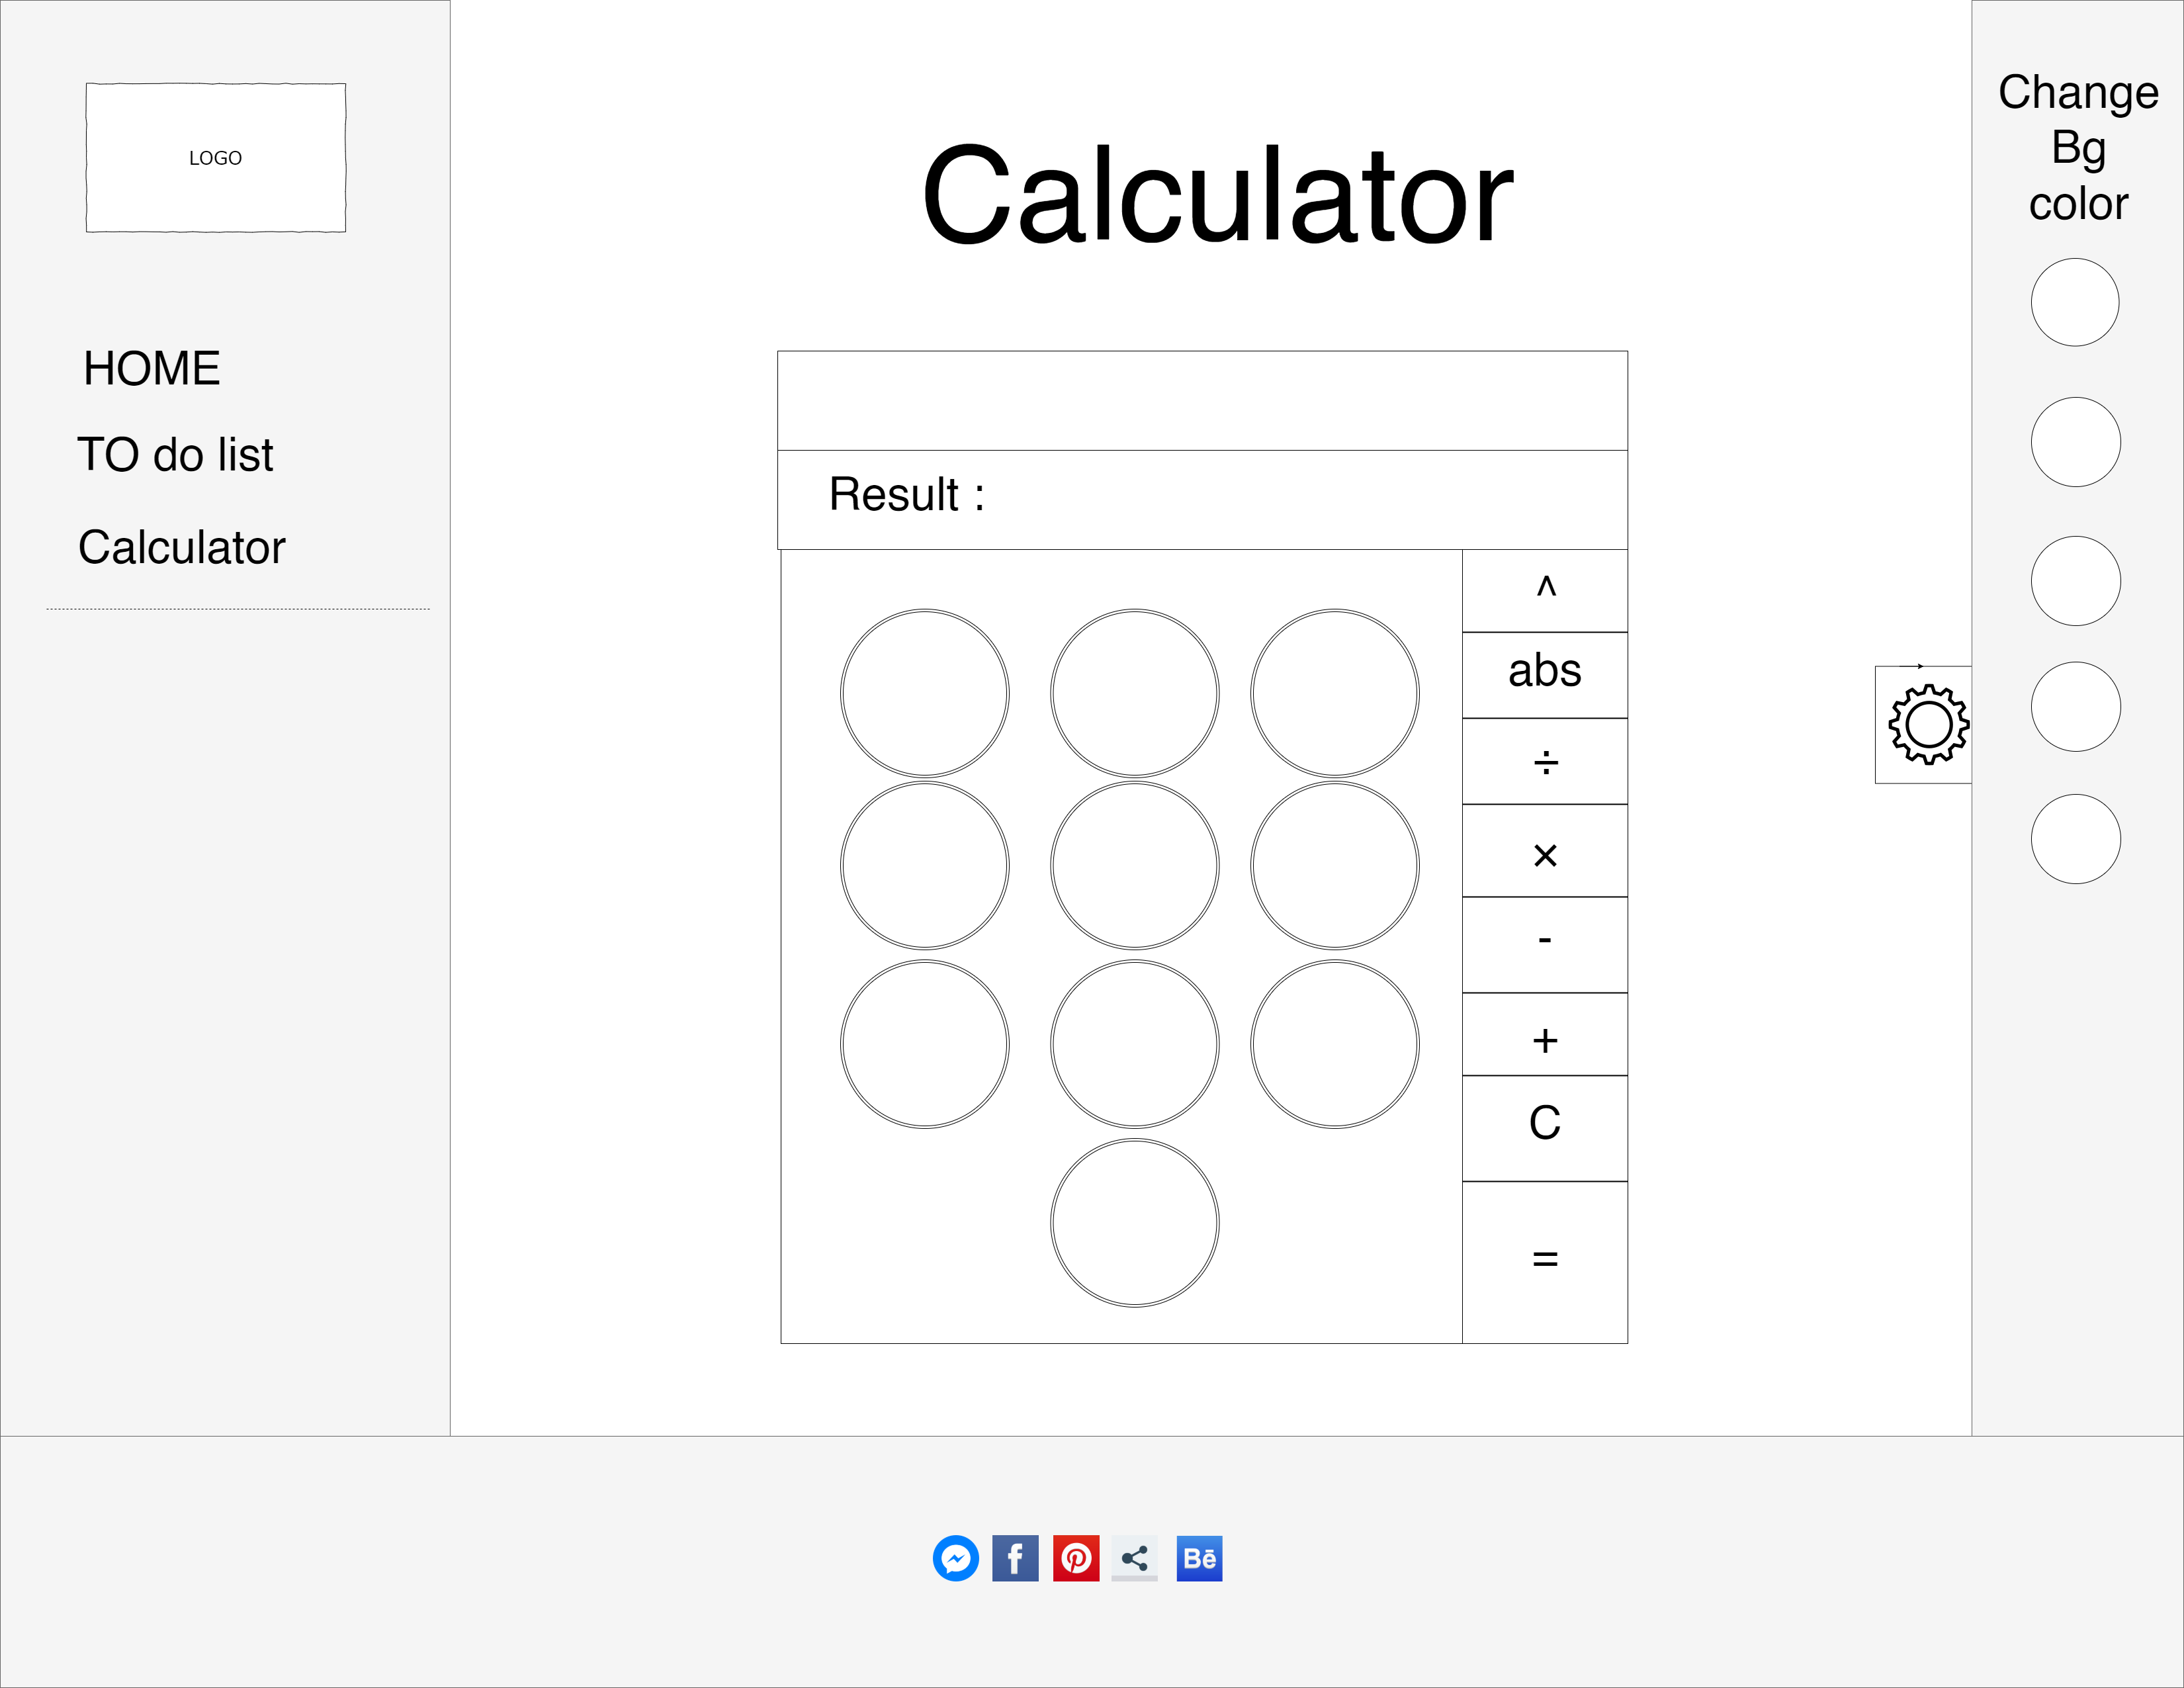 LOGO
HOME
TO do list
Calculator
Calculator
Result :
^
abs
÷
×
-
+
C
=
Change
Bg
color
f
Bē